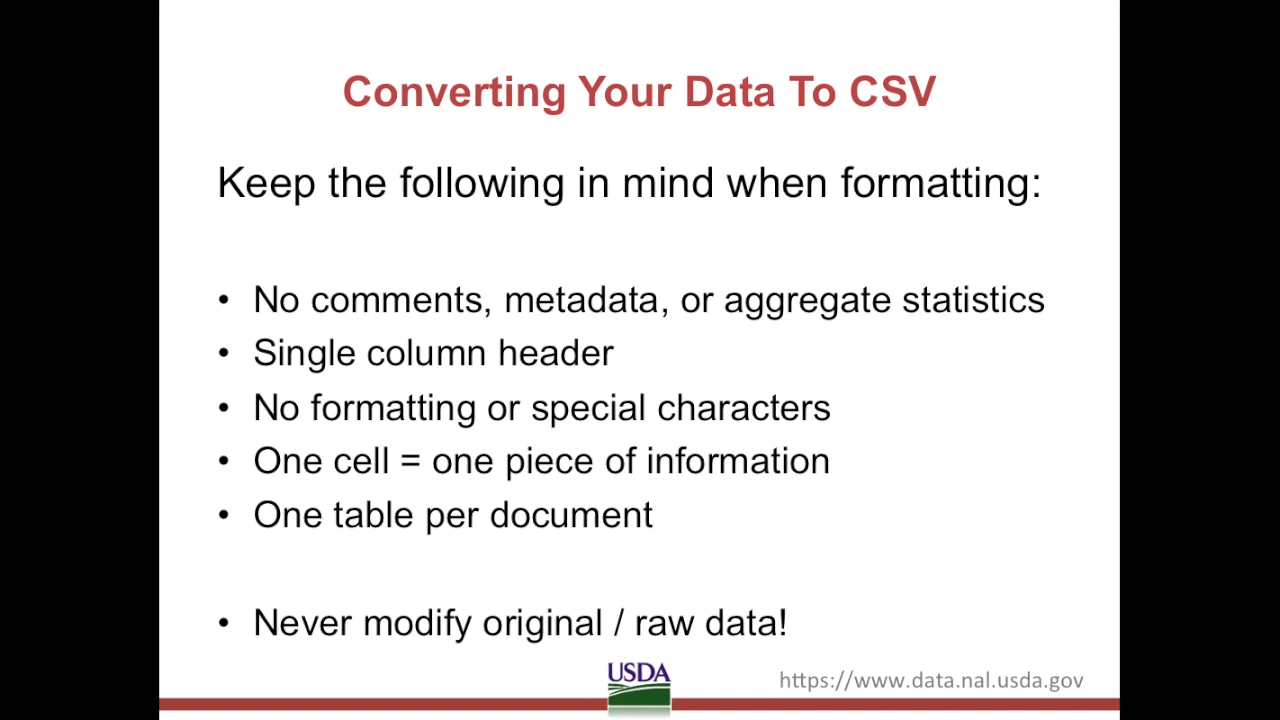 Converting Your Data To CSV
Keep the following in mind when formatting:
• No comments, metadata, or aggregate statistics
• Single column header
• No formatting or special characters
• One cell = one piece of information
• One table per document
• Never modify original / raw data!
USDA
https://www.data.nal.usda.gov